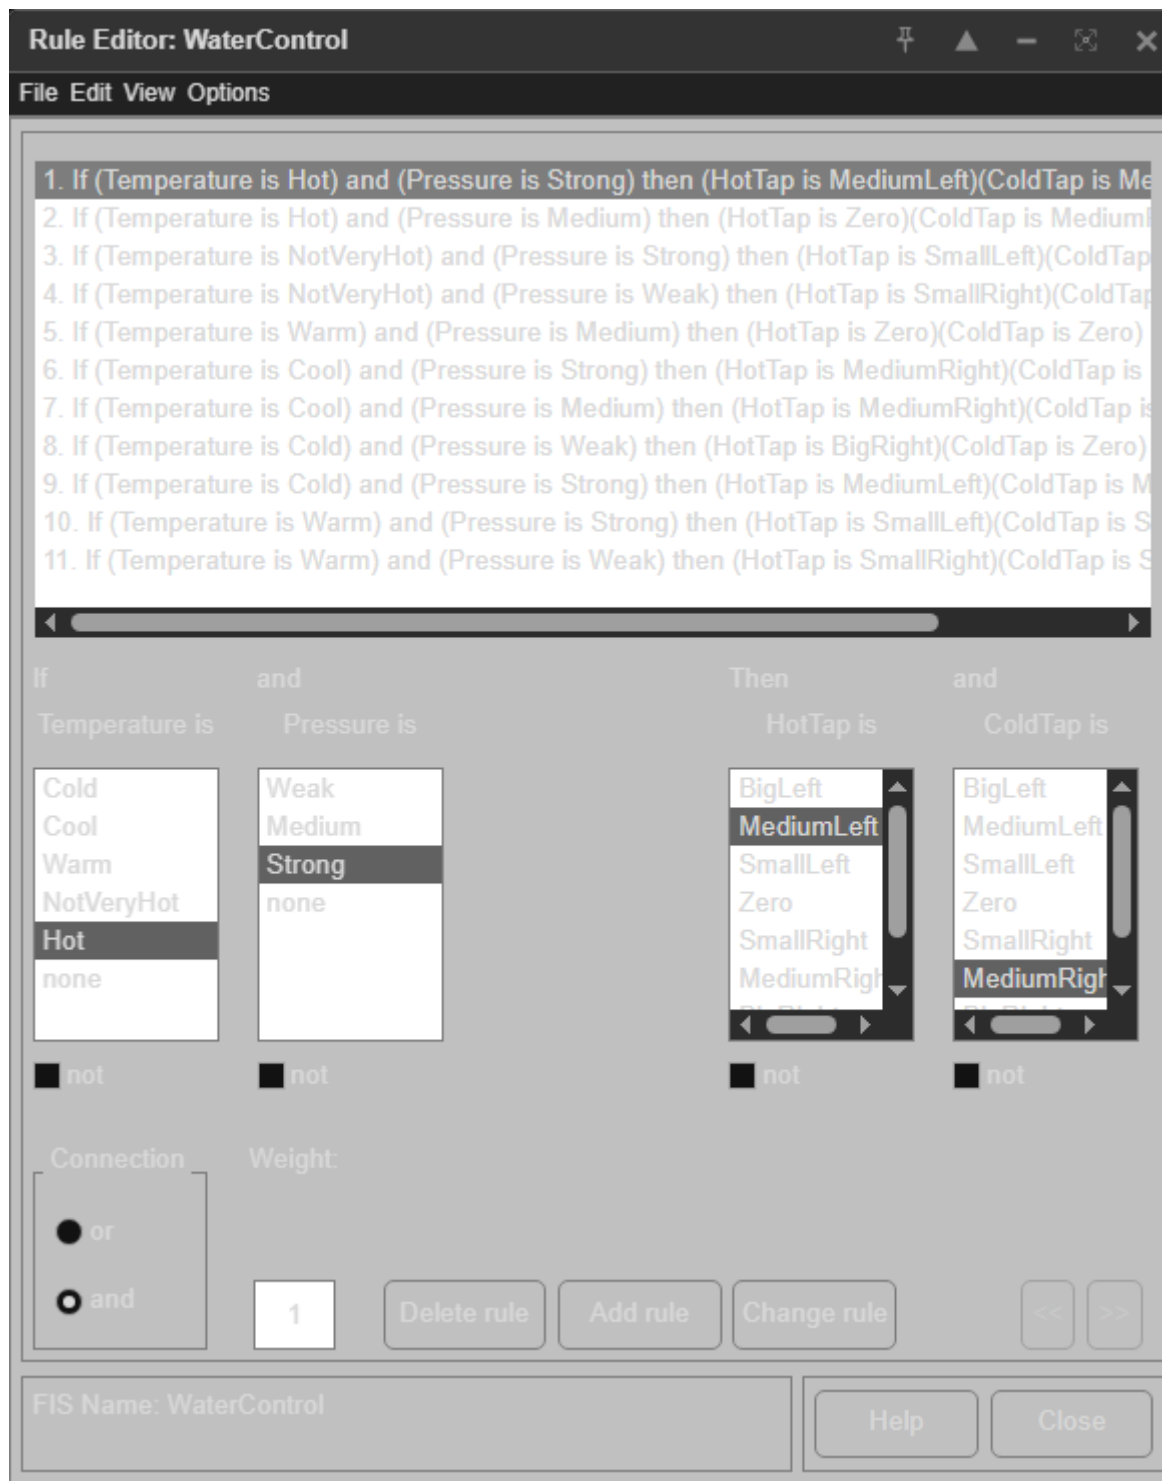 Rule Editor: WaterControl
File Edit View Options
1. If (Temperature is Hot) and (Pressure is Strong) then (HotTap is MediumLeft)(ColdTap is Me
2. If (Temperature is Hot) and (Pressure is Medium) then (HotTap is Zero)(ColdTap is Medium
3. If (Temperature is NotVeryHot) and (Pressure is Strong) then (HotTap is SmallLeft)(ColdTap
4. If (Temperature is NotVeryHot) and (Pressure is Weak) then (HotTap is SmallRight)(ColdTap
5. If (Temperature is Warm) and (Pressure is Medium) then (HotTap is Zero)(ColdTap is Zero)
6. If (Temperature is Cool) and (Pressure is Strong) then (HotTap is MediumRight)(ColdTap is
7. If (Temperature is Cool) and (Pressure is Medium) then (HotTap is MediumRight)(ColdTap is
8. If (Temperature is Cold) and (Pressure is Weak) then (HotTap is BigRight)(ColdTap is Zero)
9. If (Temperature is Cold) and (Pressure is Strong) then (HotTap is MediumLeft)(ColdTap is M
10. If (Temperature is Warm) and (Pressure is Strong) then (HotTap is SmallLeft)(ColdTap is S
11. If (Temperature is Warm) and (Pressure is Weak) then (HotTap is SmallRight)(ColdTap is S
If and Then and
Temperature is Pressure is HotTap is ColdTap is
Cold Weak BigLeft BigLeft
Cool Medium MediumLeft MediumLeft
Warm Strong SmallLeft SmallLeft
NotVeryHot none Zero Zero
Hot SmallRight SmallRight
none MediumRigh MediumRigh
not not not not
Connection Weight:
or
and 1 Delete rule Add rule Change rule << >>
FIS Name: WaterControl Help Close